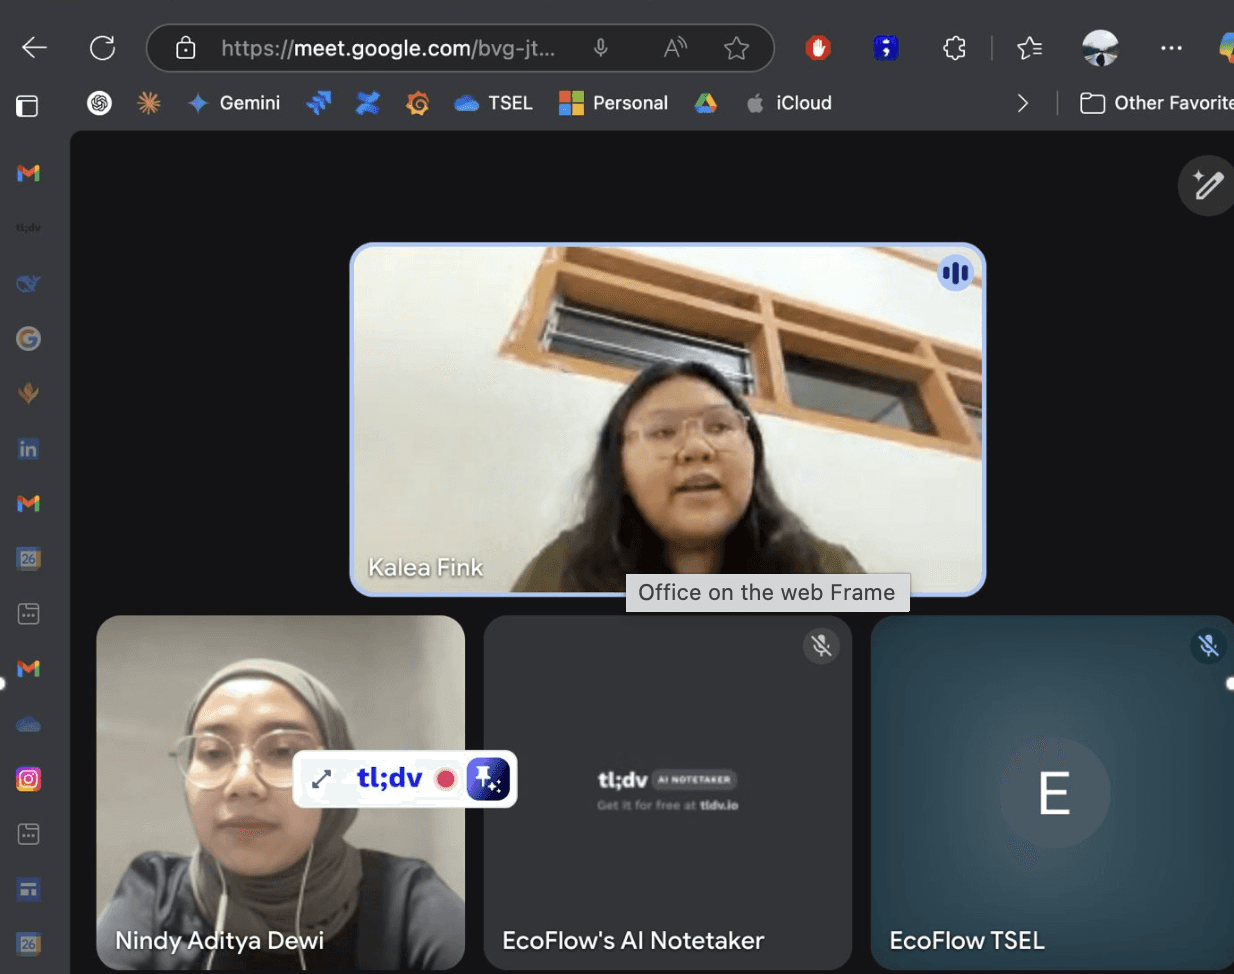 https://meet.google.com/bvg-jt...
Gemini
TSEL
Personal
iCloud
Other Favorite
tl;dv
Kalea Fink
Office on the web Frame
tl;dv
tl;dv AI NOTETAKER
Get it for free at tldv.io
E
Nindy Aditya Dewi
EcoFlow's AI Notetaker
EcoFlow TSEL
in
26
26